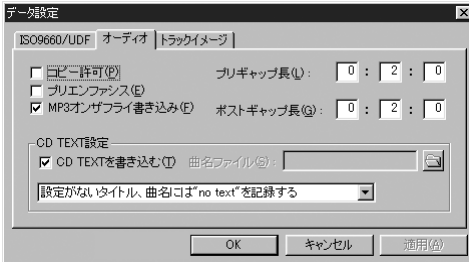 データ設定
ISO9660/UDF オーディオ トラックイメージ
コピー許可(P) プリギャップ長(L): 0 : 2 : 0
プリエンファシス(E)
MP3オンザフライ書き込み(F) ポストギャップ長(G): 0 : 2 : 0
CD TEXT設定
CD TEXTを書き込む(T) 曲名ファイル(S):
設定がないタイトル、曲名には"no text"を記録する
OK キャンセル 適用(A)